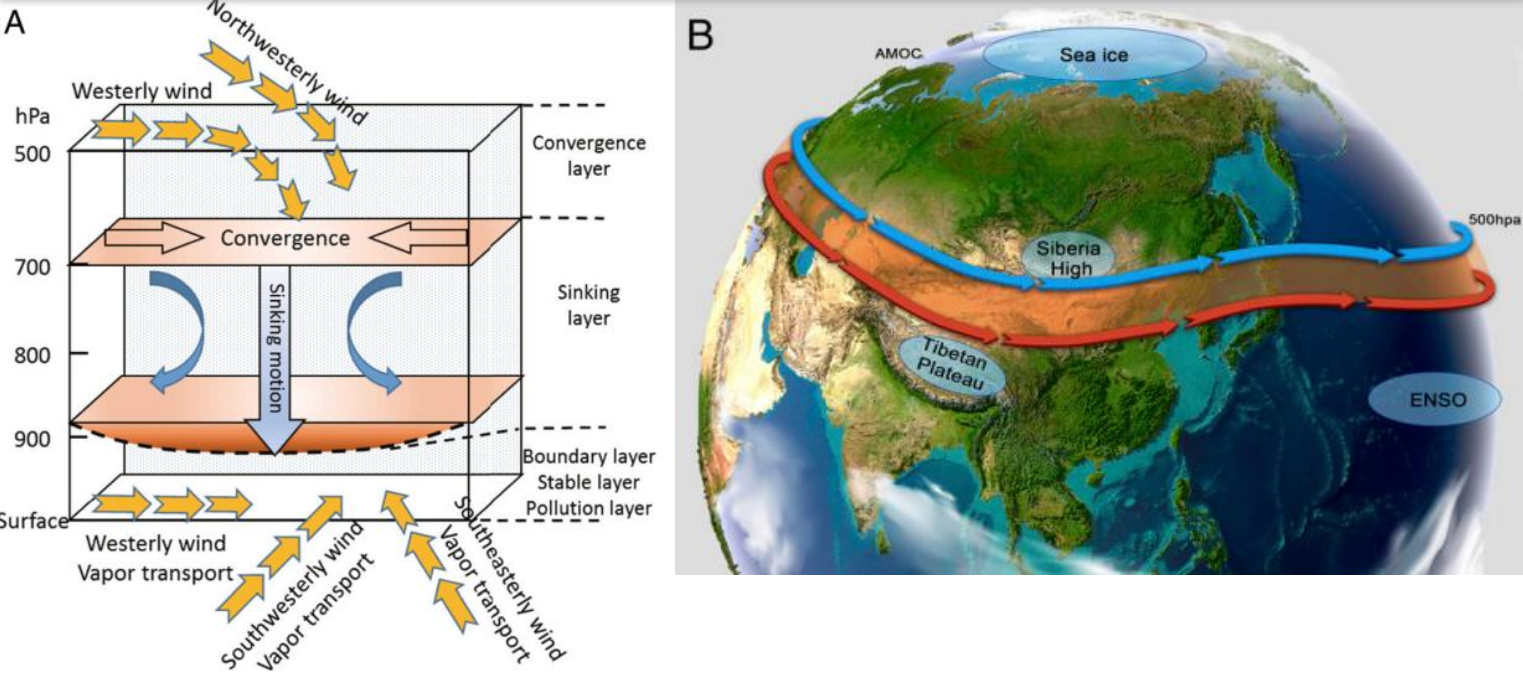 A
Northwesterly wind
Westerly wind
hPa
500
Convergence
layer
Convergence
700
Sinking motion
Sinking
layer
800
900
Boundary layer
Stable layer
Pollution layer
Surface
Westerly wind
Vapor transport
Southwesterly wind
Vapor transport
Southeasterly wind
Vapor transport
B
AMOC
Sea ice
500hpa
Siberia
High
Tibetan
Plateau
ENSO